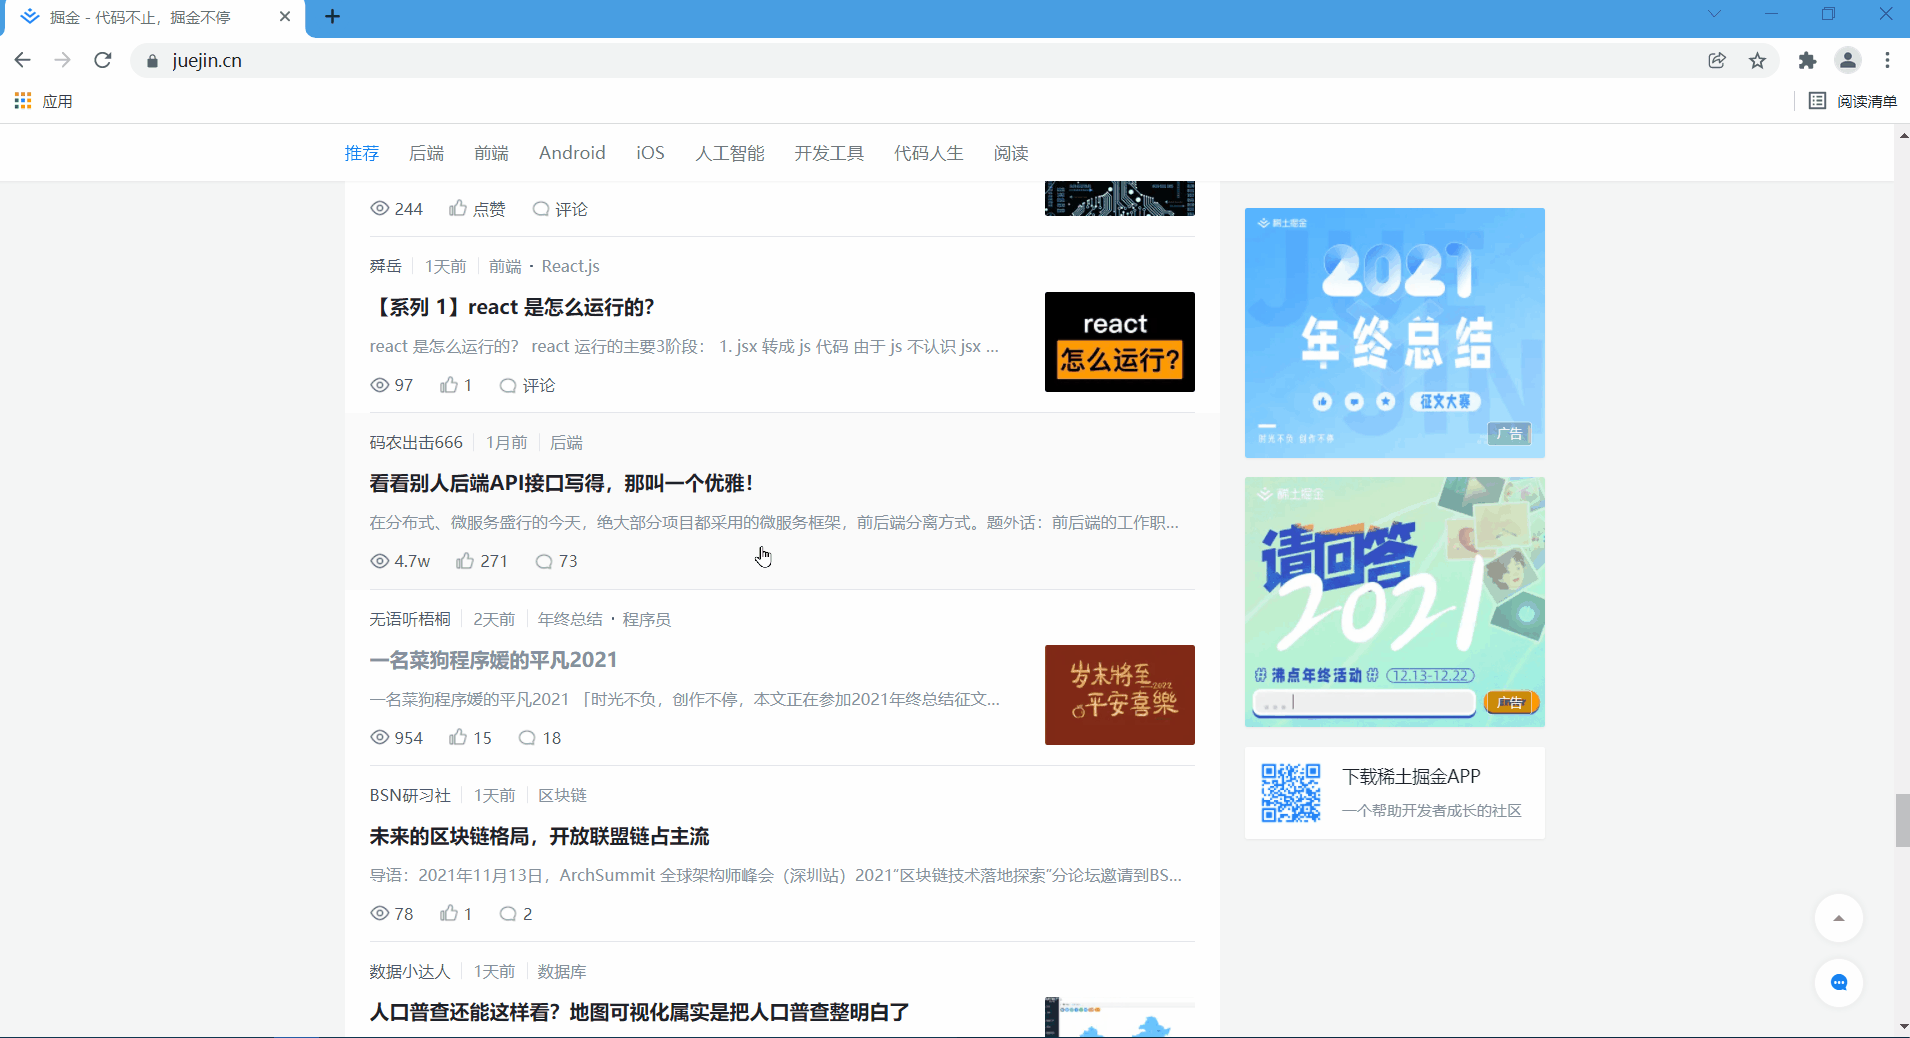 掘金 - 代码不止，掘金不停
juejin.cn
应用
阅读清单
推荐 后端 前端 Android iOS 人工智能 开发工具 代码人生 阅读
244 点赞 评论
舜岳 1天前 前端 · React.js
【系列 1】react 是怎么运行的？
react 是怎么运行的？ react 运行的主要3阶段： 1. jsx 转成 js 代码 由于 js 不认识 jsx ...
97 1 评论
react
怎么运行?
码农出击666 1月前 后端
看看别人后端API接口写得，那叫一个优雅！
在分布式、微服务盛行的今天，绝大部分项目都采用的微服务框架，前后端分离方式。题外话：前后端的工作职...
4.7w 271 73
无语听梧桐 2天前 年终总结 · 程序员
一名菜狗程序媛的平凡2021
一名菜狗程序媛的平凡2021 「时光不负，创作不停，本文正在参加2021年终总结征文...
954 15 18
岁末将至
2022
平安喜樂
BSN研习社 1天前 区块链
未来的区块链格局，开放联盟链占主流
导语：2021年11月13日，ArchSummit 全球架构师峰会（深圳站）2021“区块链技术落地探索”分论坛邀请到BS...
78 1 2
数据小达人 1天前 数据库
人口普查还能这样看？地图可视化属实是把人口普查整明白了
稀土掘金
JUEJIN
2021
年终总结
征文大赛
时光不负 创作不停
广告
稀土掘金
请回答
2021
# 沸点年终活动 # 12.13-12.22
...
广告
下载稀土掘金APP
一个帮助开发者成长的社区